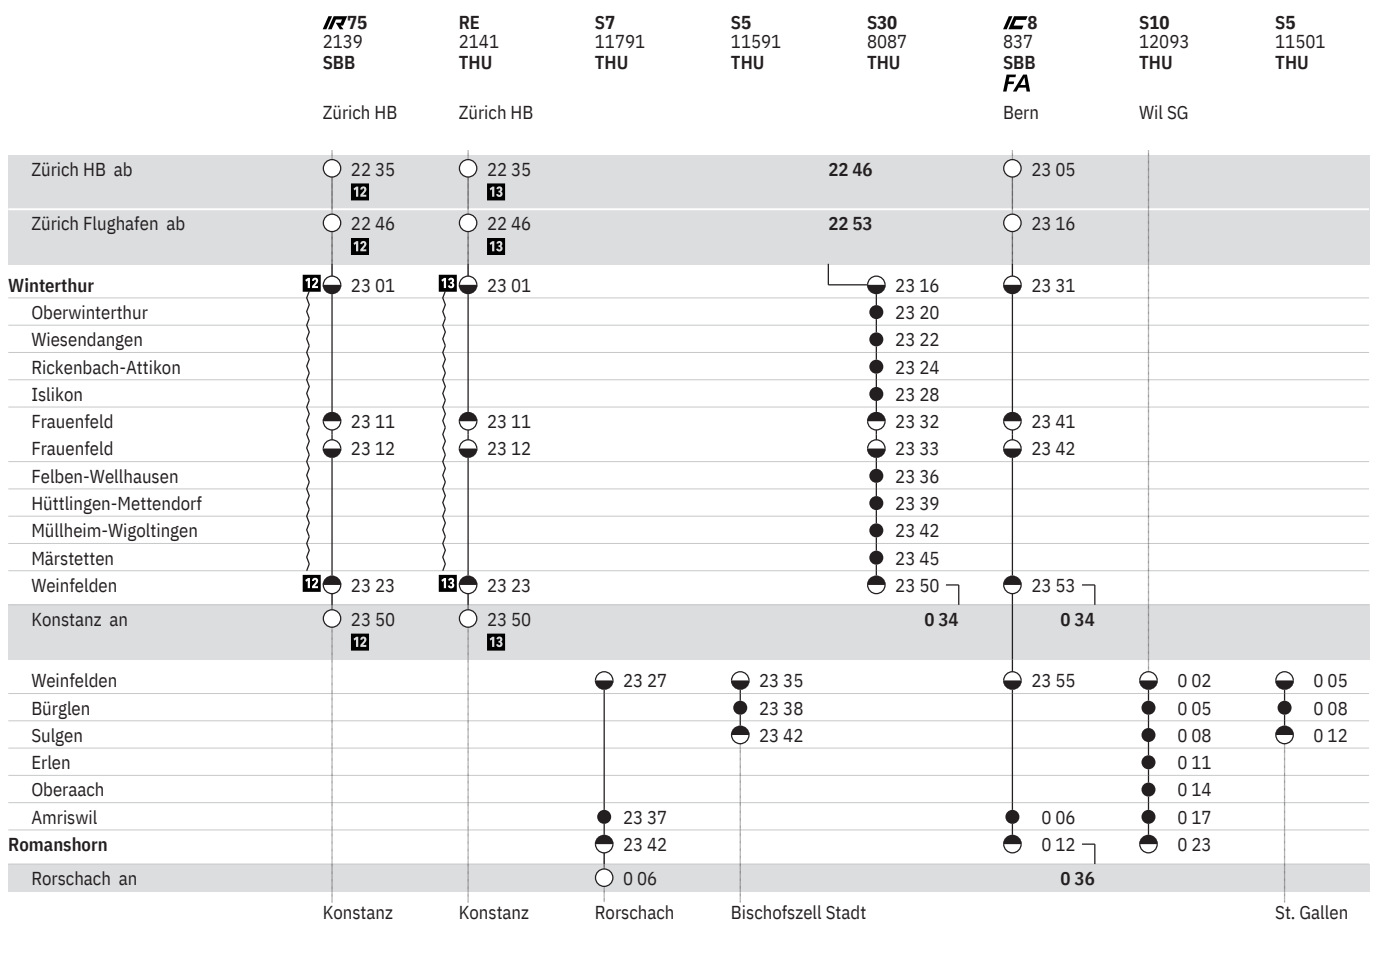 IR75 RE S7 S5 S30 IC8 S10 S5
2139 2141 11791 11591 8087 837 12093 11501
SBB THU THU THU THU SBB THU THU
FA
Zürich HB Zürich HB Bern Wil SG
Zürich HB ab 22 35 22 35 22 46 23 05
12 13
Zürich Flughafen ab 22 46 22 46 22 53 23 16
12 13
Winterthur 12 23 01 13 23 01 23 16 23 31
Oberwinterthur 23 20
Wiesendangen 23 22
Rickenbach-Attikon 23 24
Islikon 23 28
Frauenfeld 23 11 23 11 23 32 23 41
Frauenfeld 23 12 23 12 23 33 23 42
Felben-Wellhausen 23 36
Hüttlingen-Mettendorf 23 39
Müllheim-Wigoltingen 23 42
Märstetten 23 45
Weinfelden 12 23 23 13 23 23 23 50 23 53
Konstanz an 23 50 23 50 0 34 0 34
12 13
Weinfelden 23 27 23 35 23 55 0 02 0 05
Bürglen 23 38 0 05 0 08
Sulgen 23 42 0 08 0 12
Erlen 0 11
Oberaach 0 14
Amriswil 23 37 0 06 0 17
Romanshorn 23 42 0 12 0 23
Rorschach an 0 06 0 36
Konstanz Konstanz Rorschach Bischofszell Stadt St. Gallen